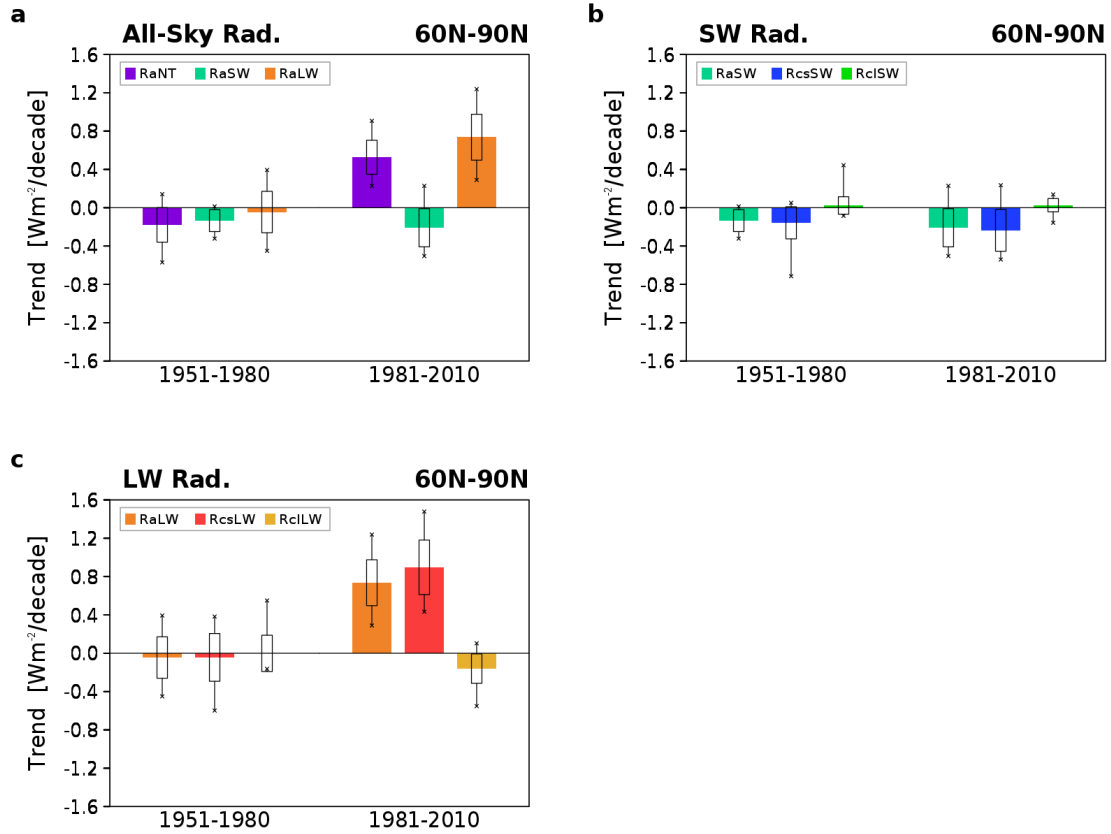 a
All-Sky Rad. 60N-90N
RaNT RaSW RaLW
Trend [Wm⁻²/decade]
1.6
1.2
0.8
0.4
0.0
-0.4
-0.8
-1.2
-1.6
1951-1980 1981-2010
b
SW Rad. 60N-90N
RaSW RcsSW RclSW
Trend [Wm⁻²/decade]
1.6
1.2
0.8
0.4
0.0
-0.4
-0.8
-1.2
-1.6
1951-1980 1981-2010
c
LW Rad. 60N-90N
RaLW RcsLW RclLW
Trend [Wm⁻²/decade]
1.6
1.2
0.8
0.4
0.0
-0.4
-0.8
-1.2
-1.6
1951-1980 1981-2010